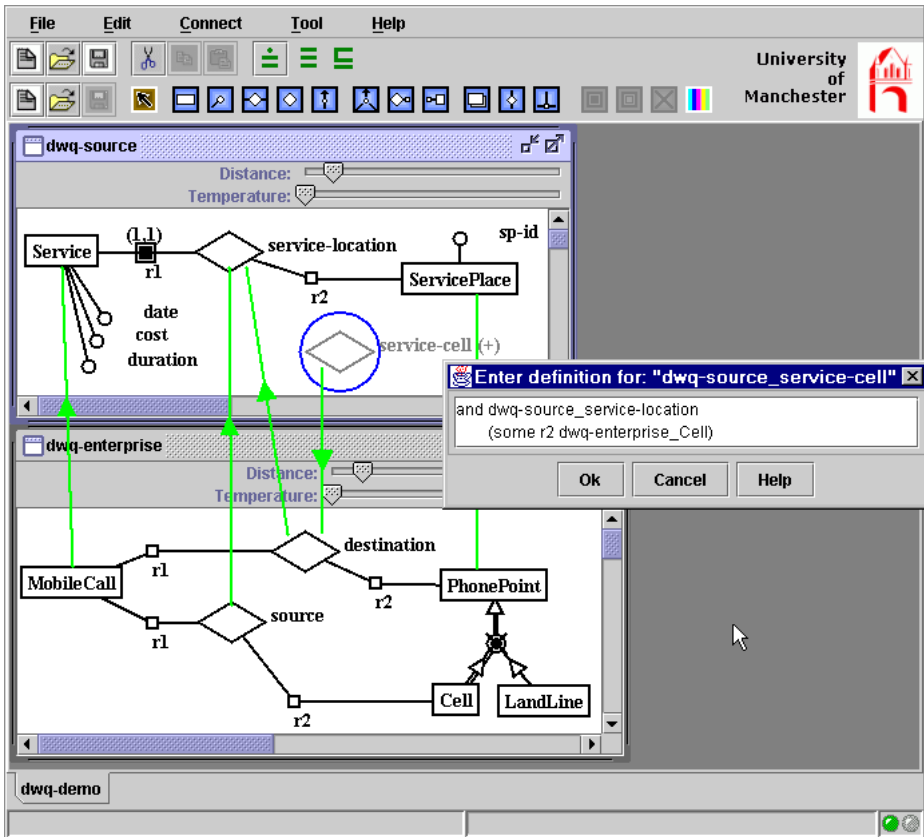 File Edit Connect Tool Help
University
of
Manchester
dwq-source
Distance:
Temperature:
Service
(1,1)
r1
service-location
r2
sp-id
ServicePlace
date
cost
duration
service-cell (+)
Enter definition for: "dwq-source_service-cell"
and dwq-source_service-location
(some r2 dwq-enterprise_Cell)
Ok Cancel Help
dwq-enterprise
Distance:
Temperature:
MobileCall
r1
destination
r2
PhonePoint
r1
source
r2
Cell
LandLine
dwq-demo